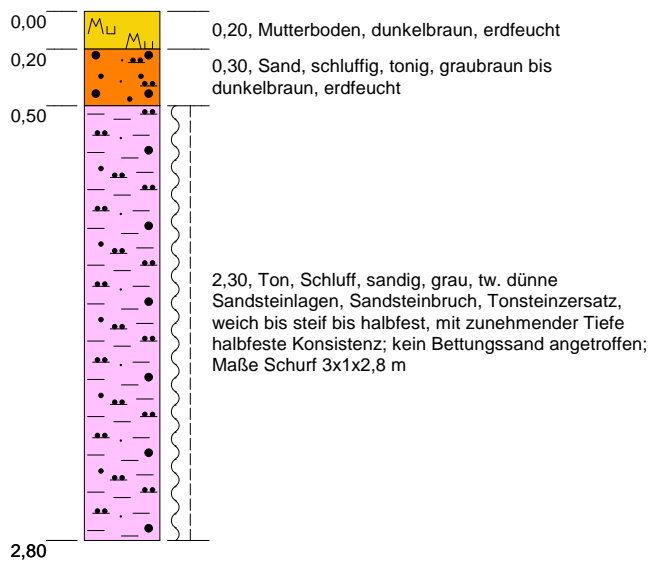 0,00
0,20, Mutterboden, dunkelbraun, erdfeucht
0,20
0,30, Sand, schluffig, tonig, graubraun bis
dunkelbraun, erdfeucht
0,50
2,30, Ton, Schluff, sandig, grau, tw. dünne
Sandsteinlagen, Sandsteinbruch, Tonsteinzersatz,
weich bis steif bis halbfest, mit zunehmender Tiefe
halbfeste Konsistenz; kein Bettungssand angetroffen;
Maße Schurf 3x1x2,8 m
2,80
Mu
Mu